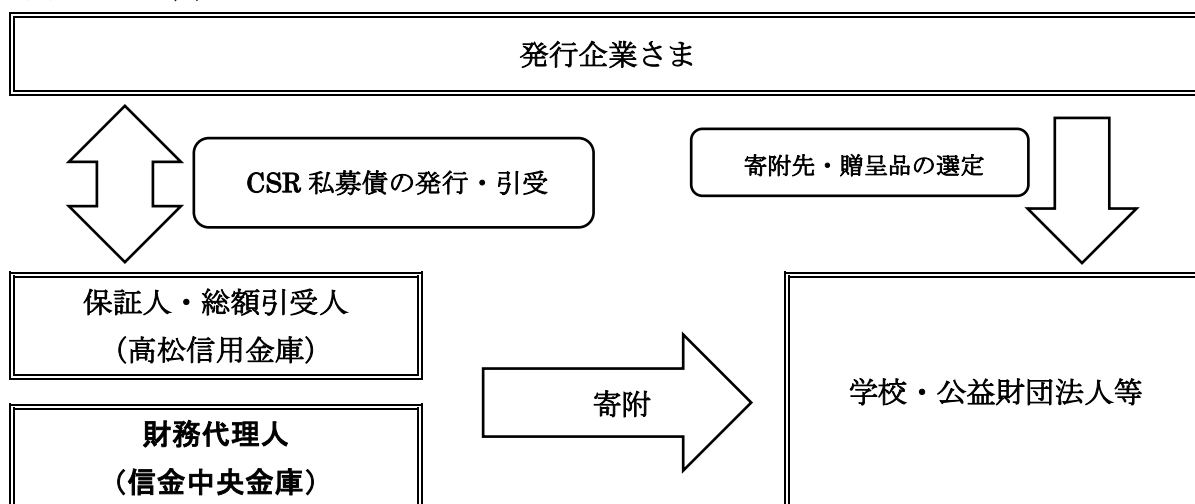 発行企業さま
CSR 私募債の発行・引受
寄附先・贈呈品の選定
保証人・総額引受人
（高松信用金庫）
寄附
学校・公益財団法人等
財務代理人
（信金中央金庫）